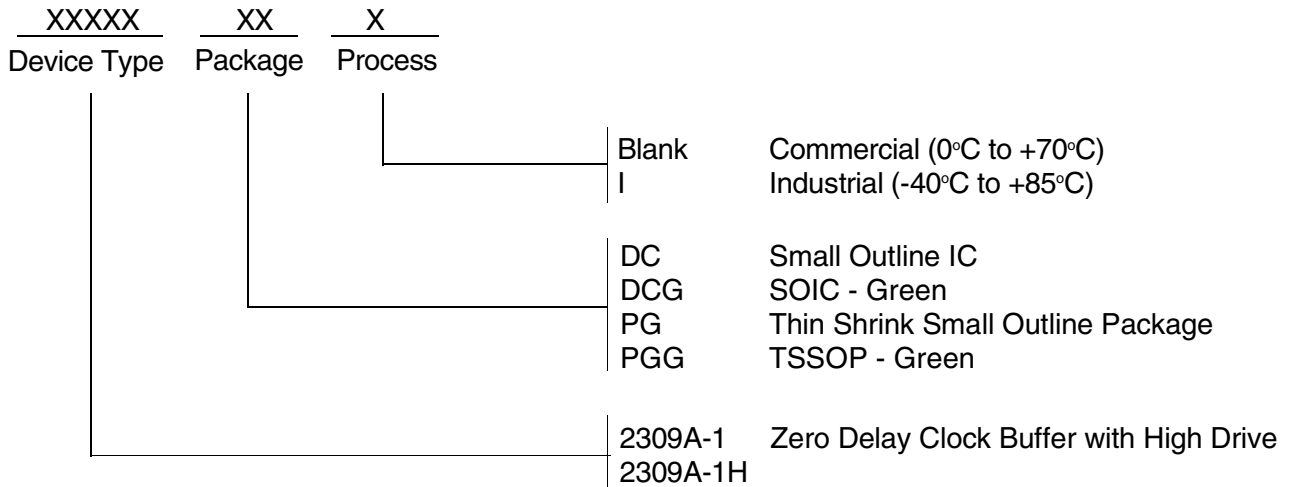 XXXXX XX X
Device Type Package Process
Blank Commercial (0°C to +70°C)
I Industrial (-40°C to +85°C)
DC Small Outline IC
DCG SOIC - Green
PG Thin Shrink Small Outline Package
PGG TSSOP - Green
2309A-1 Zero Delay Clock Buffer with High Drive
2309A-1H